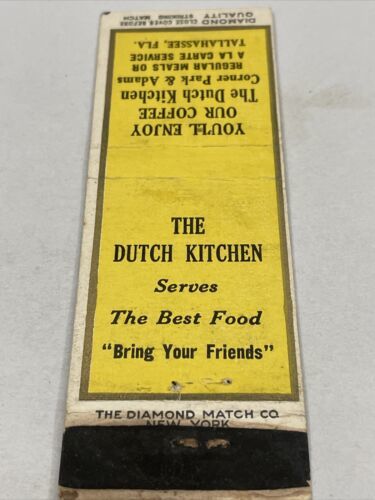 THE
DUTCH KITCHEN
Serves
The Best Food
"Bring Your Friends"
THE DIAMOND MATCH CO.
NEW YORK
YOU'LL ENJOY
OUR COFFEE
The Dutch Kitchen
Corner Park & Adams
REGULAR MEALS OR
A LA CARTE SERVICE
TALLAHASSEE, FLA.
CLOSE COVER BEFORE
STRIKING MATCH
DIAMOND
QUALITY